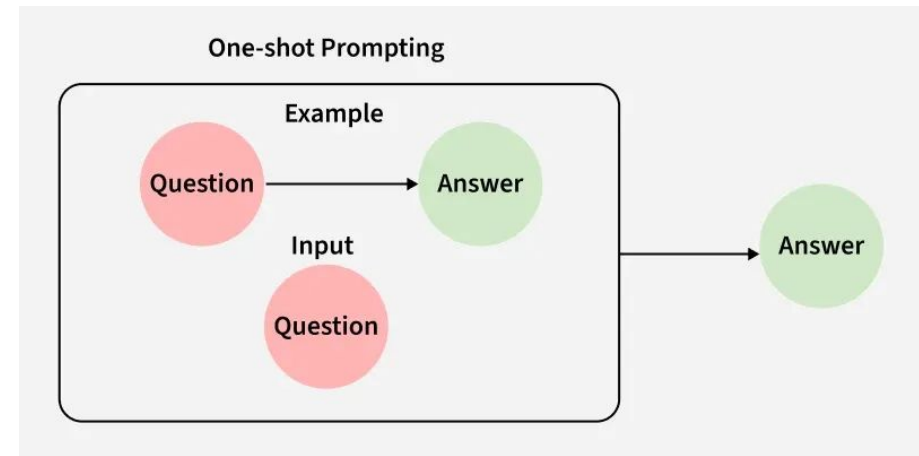 One-shot Prompting
Example
Question
Answer
Input
Question
Answer